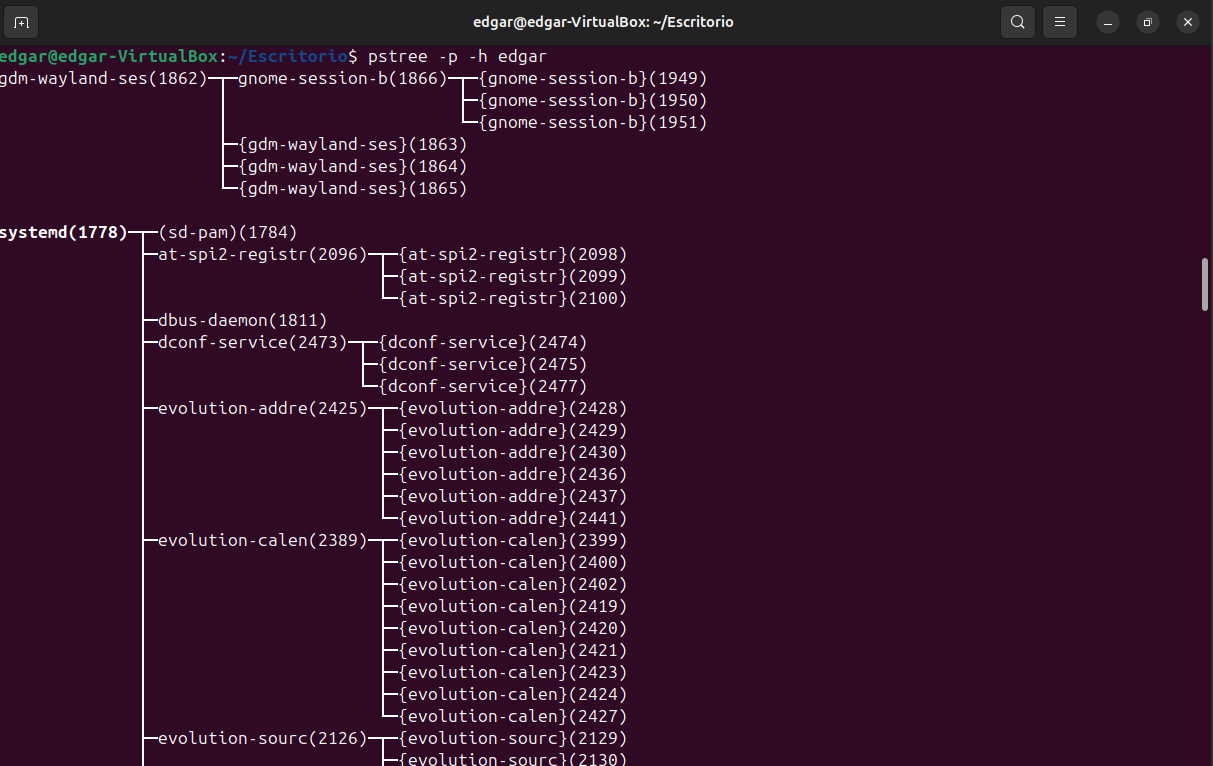 edgar@edgar-VirtualBox: ~/Escritorio
edgar@edgar-VirtualBox:~/Escritorio$ pstree -p -h edgar
gdm-wayland-ses(1862)─┬─gnome-session-b(1866)─┬─{gnome-session-b}(1949)
├─{gnome-session-b}(1950)
└─{gnome-session-b}(1951)
├─{gdm-wayland-ses}(1863)
├─{gdm-wayland-ses}(1864)
└─{gdm-wayland-ses}(1865)
systemd(1778)─┬─(sd-pam)(1784)
├─at-spi2-registr(2096)─┬─{at-spi2-registr}(2098)
├─{at-spi2-registr}(2099)
└─{at-spi2-registr}(2100)
├─dbus-daemon(1811)
├─dconf-service(2473)─┬─{dconf-service}(2474)
├─{dconf-service}(2475)
└─{dconf-service}(2477)
├─evolution-addre(2425)─┬─{evolution-addre}(2428)
├─{evolution-addre}(2429)
├─{evolution-addre}(2430)
├─{evolution-addre}(2436)
├─{evolution-addre}(2437)
└─{evolution-addre}(2441)
├─evolution-calen(2389)─┬─{evolution-calen}(2399)
├─{evolution-calen}(2400)
├─{evolution-calen}(2402)
├─{evolution-calen}(2419)
├─{evolution-calen}(2420)
├─{evolution-calen}(2421)
├─{evolution-calen}(2423)
├─{evolution-calen}(2424)
└─{evolution-calen}(2427)
├─evolution-sourc(2126)─┬─{evolution-sourc}(2129)
├─{evolution-sourc}(2130)